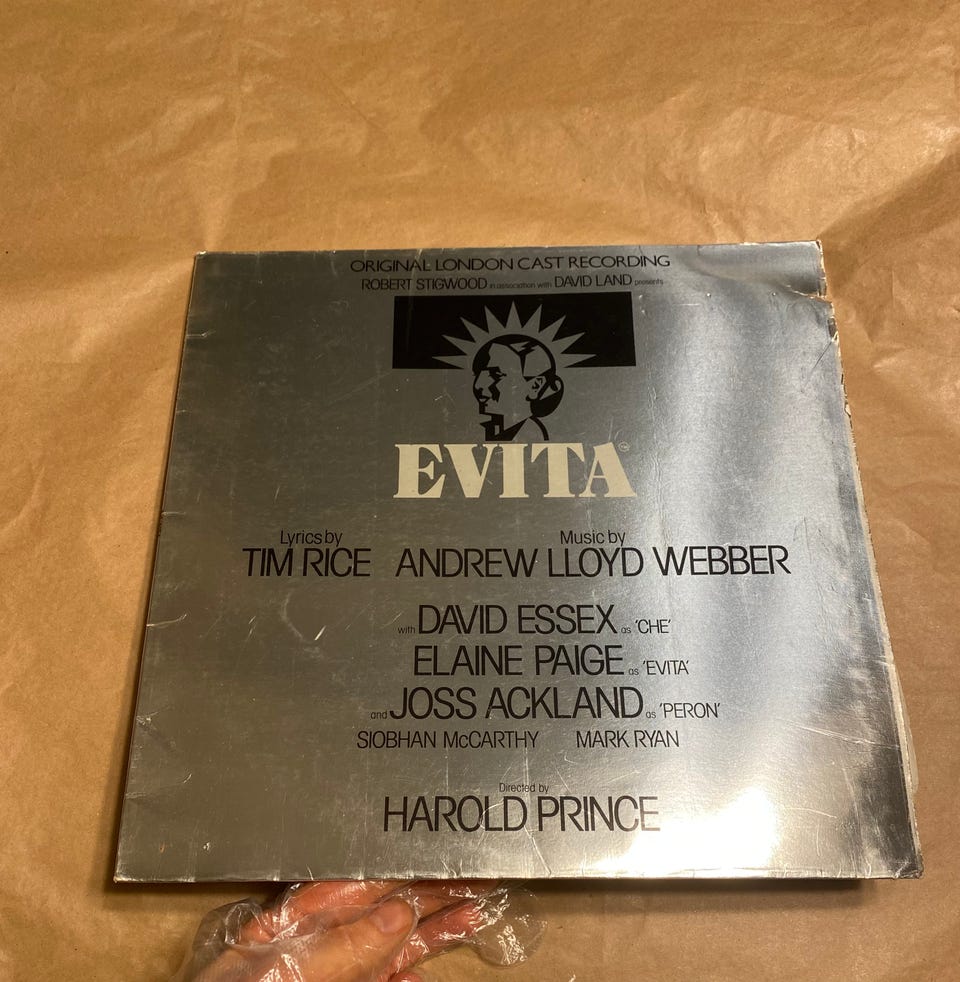 ORIGINAL LONDON CAST RECORDING
ROBERT STIGWOOD in association with DAVID LAND presents
EVITA™
Lyrics by Music by
TIM RICE ANDREW LLOYD WEBBER
with DAVID ESSEX as 'CHE'
ELAINE PAIGE as 'EVITA'
and JOSS ACKLAND as 'PERON'
SIOBHAN McCARTHY MARK RYAN
Directed by
HAROLD PRINCE